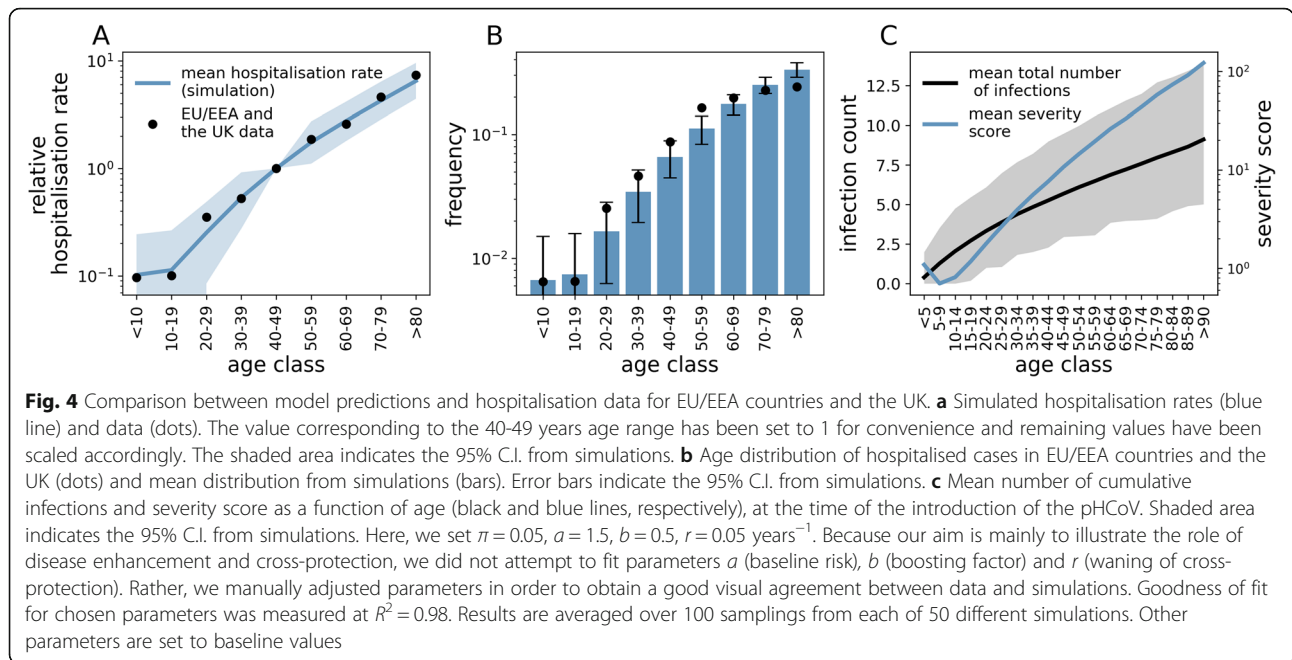 A
relative
hospitalisation rate
10¹
10⁰
10⁻¹
mean hospitalisation rate
(simulation)
EU/EEA and
the UK data
<10
10-19
20-29
30-39
40-49
50-59
60-69
70-79
>80
age class
B
frequency
10⁻¹
10⁻²
<10
10-19
20-29
30-39
40-49
50-59
60-69
70-79
>80
age class
C
infection count
12.5
10.0
7.5
5.0
2.5
0.0
mean total number
of infections
mean severity
score
10²
10¹
10⁰
severity score
<5
5-9
10-14
15-19
20-24
25-29
30-34
35-39
40-44
45-49
50-54
55-59
60-64
65-69
70-74
75-79
80-84
85-89
>90
age class
Fig. 4 Comparison between model predictions and hospitalisation data for EU/EEA countries and the UK. a Simulated hospitalisation rates (blue
line) and data (dots). The value corresponding to the 40-49 years age range has been set to 1 for convenience and remaining values have been
scaled accordingly. The shaded area indicates the 95% C.I. from simulations. b Age distribution of hospitalised cases in EU/EEA countries and the
UK (dots) and mean distribution from simulations (bars). Error bars indicate the 95% C.I. from simulations. c Mean number of cumulative
infections and severity score as a function of age (black and blue lines, respectively), at the time of the introduction of the pHCoV. Shaded area
indicates the 95% C.I. from simulations. Here, we set π = 0.05, a = 1.5, b = 0.5, r = 0.05 years⁻¹. Because our aim is mainly to illustrate the role of
disease enhancement and cross-protection, we did not attempt to fit parameters a (baseline risk), b (boosting factor) and r (waning of cross-
protection). Rather, we manually adjusted parameters in order to obtain a good visual agreement between data and simulations. Goodness of fit
for chosen parameters was measured at R² = 0.98. Results are averaged over 100 samplings from each of 50 different simulations. Other
parameters are set to baseline values